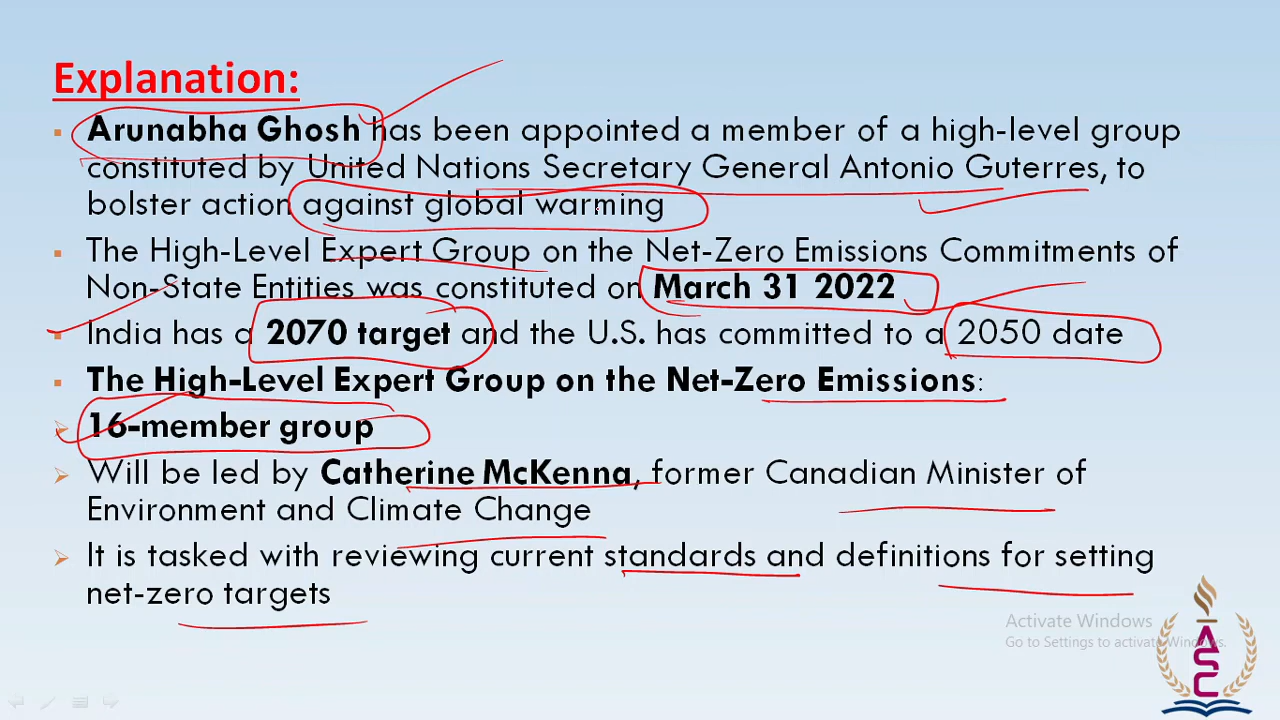 Explanation:
▪ Arunabha Ghosh has been appointed a member of a high-level group
constituted by United Nations Secretary General Antonio Guterres, to
bolster action against global warming
▪ The High-Level Expert Group on the Net-Zero Emissions Commitments of
Non-State Entities was constituted on March 31 2022
▪ India has a 2070 target and the U.S. has committed to a 2050 date
▪ The High-Level Expert Group on the Net-Zero Emissions:
➢ 16-member group
➢ Will be led by Catherine McKenna, former Canadian Minister of
Environment and Climate Change
➢ It is tasked with reviewing current standards and definitions for setting
net-zero targets
Activate Windows
Go to Settings to activate Windows.
ASC